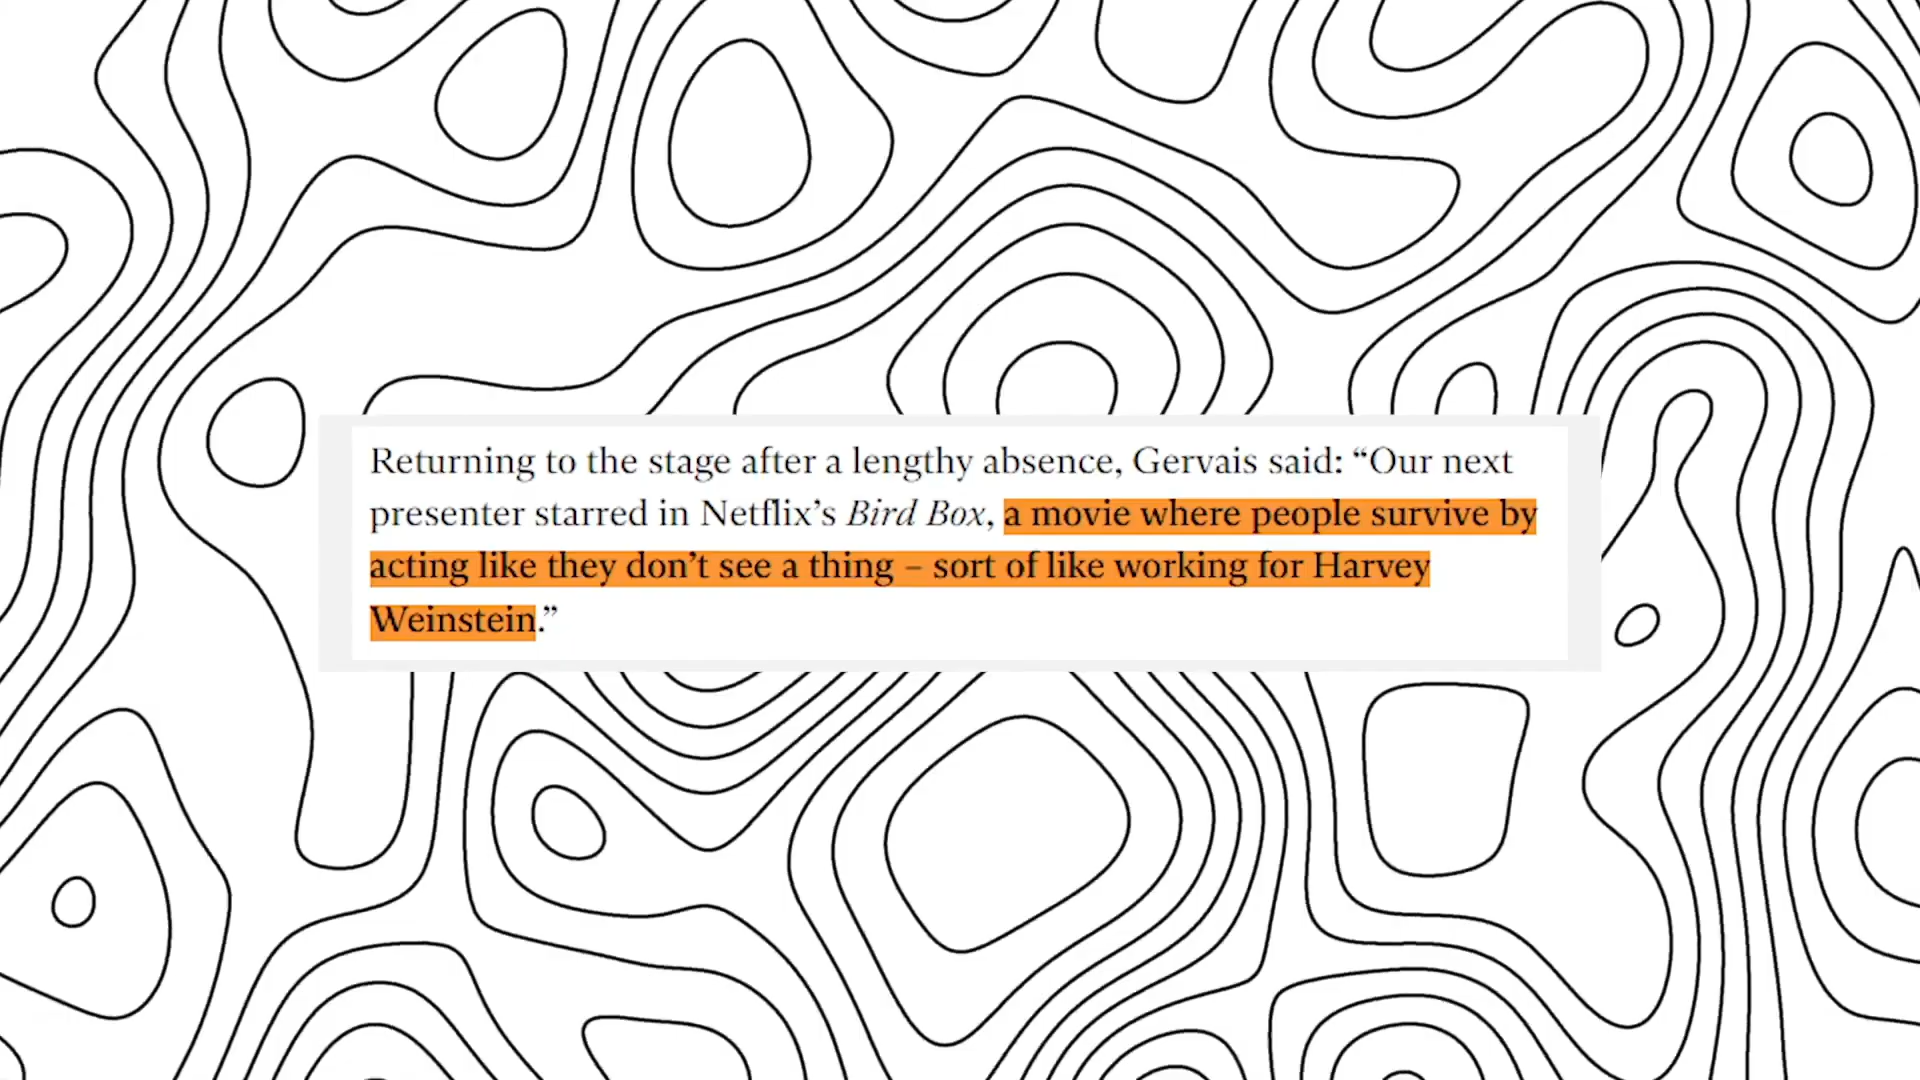 Returning to the stage after a lengthy absence, Gervais said: “Our next
presenter starred in Netflix’s Bird Box, a movie where people survive by
acting like they don’t see a thing – sort of like working for Harvey
Weinstein.”